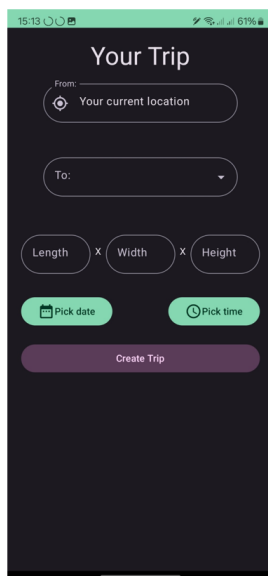 15:13 61%
Your Trip
From:
Your current location
To:
Length x Width x Height
Pick date Pick time
Create Trip